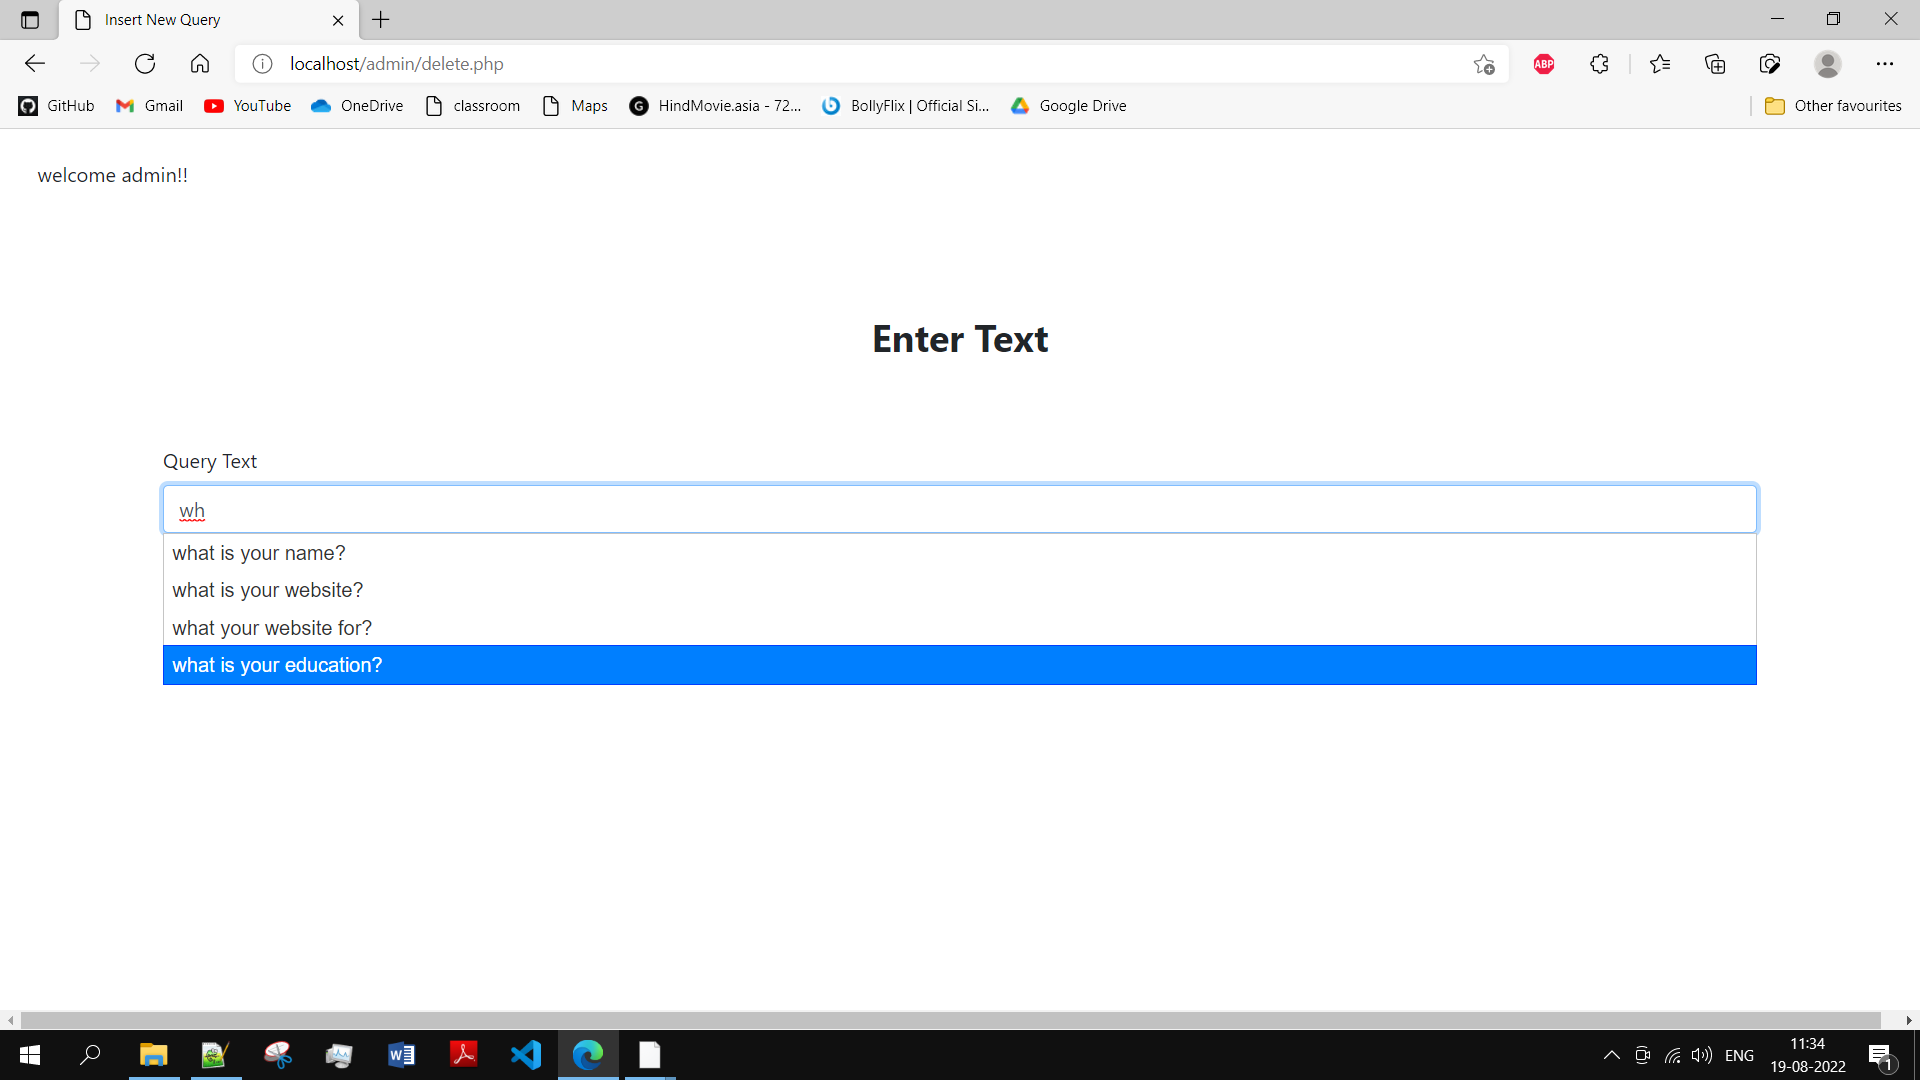 Insert New Query
localhost/admin/delete.php
ABP
GitHub Gmail YouTube OneDrive classroom Maps G HindMovie.asia - 72... b BollyFlix | Official Si... Google Drive Other favourites
welcome admin!!
Enter Text
Query Text
wh
what is your name?
what is your website?
what your website for?
what is your education?
ENG
11:34
19-08-2022
1